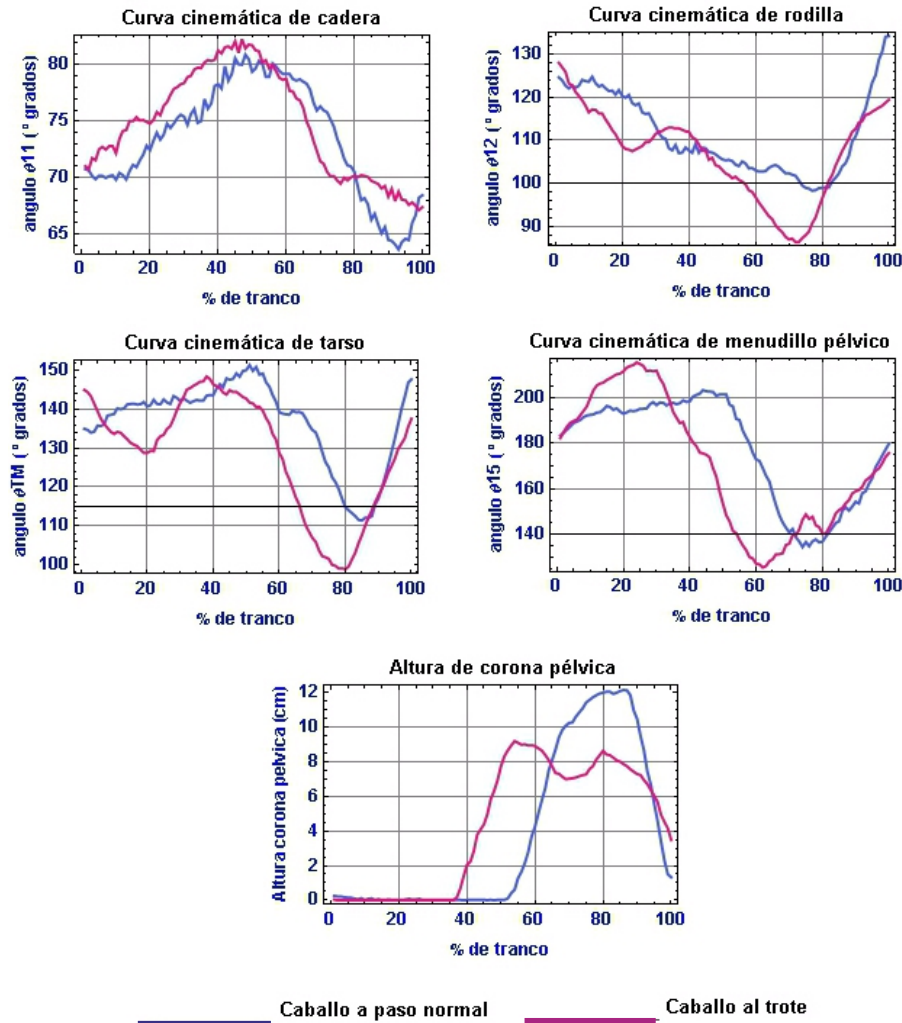 Curva cinemática de cadera
angulo θ11 (º grados)
80
75
70
65
0 20 40 60 80 100
% de tranco
Curva cinemática de rodilla
angulo θ12 (º grados)
130
120
110
100
90
0 20 40 60 80 100
% de tranco
Curva cinemática de tarso
angulo θTM (º grados)
150
140
130
120
110
100
0 20 40 60 80 100
% de tranco
Curva cinemática de menudillo pélvico
angulo θ15 (º grados)
200
180
160
140
0 20 40 60 80 100
% de tranco
Altura de corona pélvica
Altura corona pelvica (cm)
12
10
8
6
4
2
0
0 20 40 60 80 100
% de tranco
Caballo a paso normal
Caballo al trote